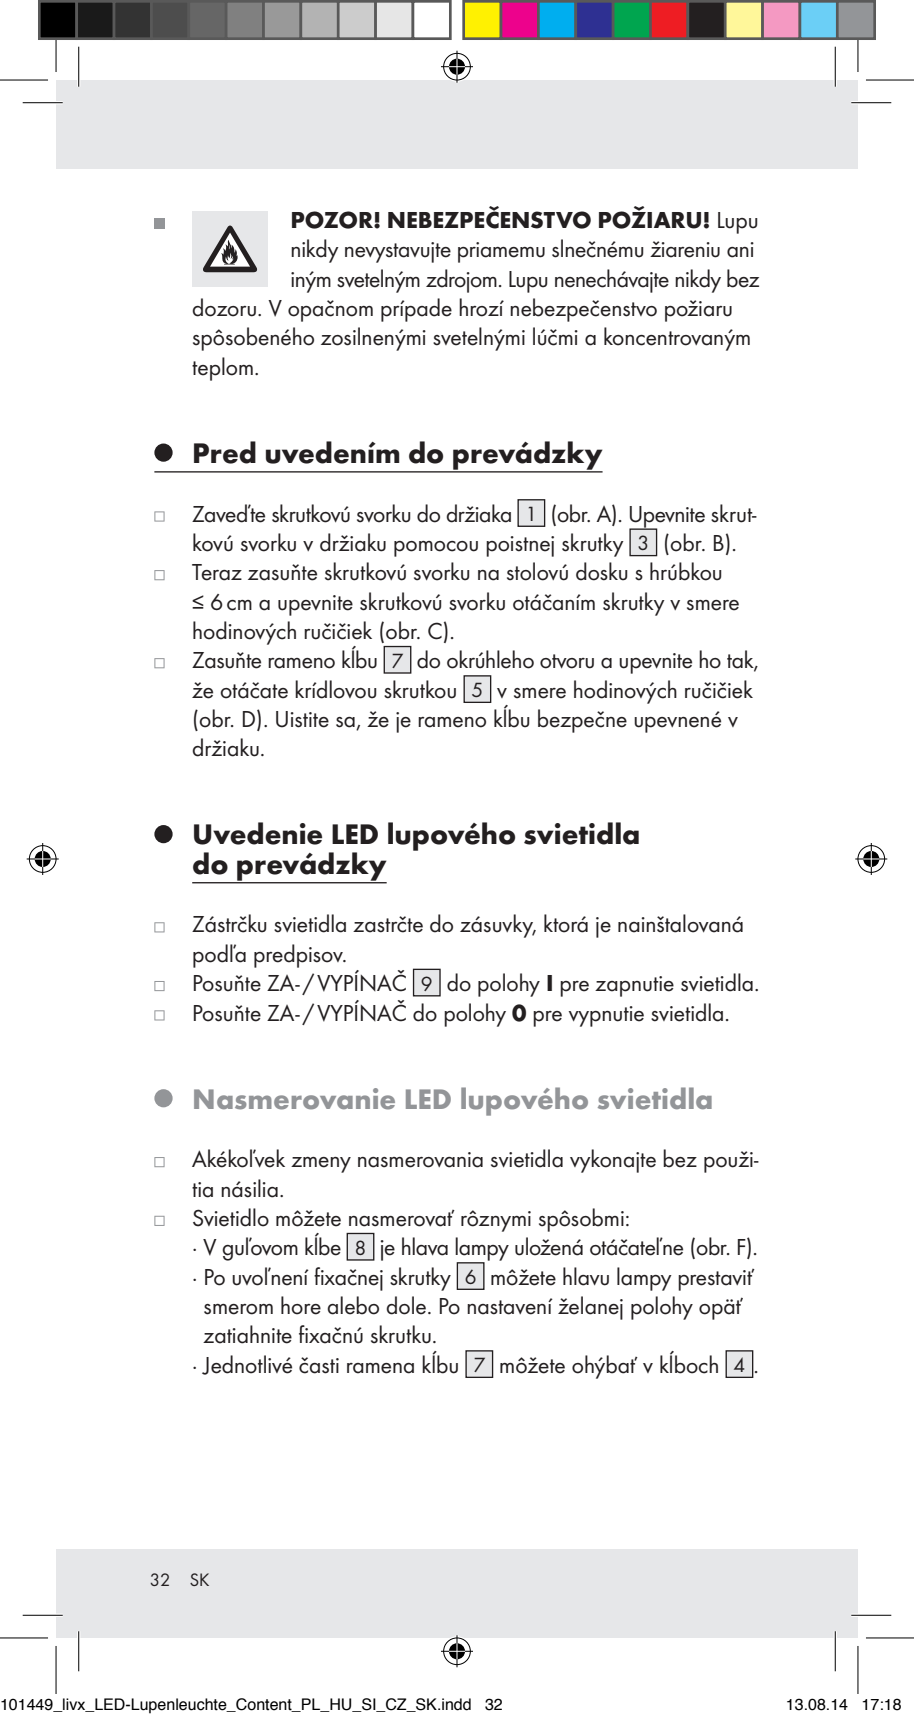 POZOR! NEBEZPEČENSTVO POŽIARU! Lupu
nikdy nevystavujte priamemu slnečnému žiareniu ani
iným svetelným zdrojom. Lupu nenechávajte nikdy bez
dozoru. V opačnom prípade hrozí nebezpečenstvo požiaru
spôsobeného zosilnenými svetelnými lúčmi a koncentrovaným
teplom.
● Pred uvedením do prevádzky
□ Zaveďte skrutkovú svorku do držiaka 1 (obr. A). Upevnite skrut-
kovú svorku v držiaku pomocou poistnej skrutky 3 (obr. B).
□ Teraz zasuňte skrutkovú svorku na stolovú dosku s hrúbkou
≤ 6 cm a upevnite skrutkovú svorku otáčaním skrutky v smere
hodinových ručičiek (obr. C).
□ Zasuňte rameno kĺbu 7 do okrúhleho otvoru a upevnite ho tak,
že otáčate krídlovou skrutkou 5 v smere hodinových ručičiek
(obr. D). Uistite sa, že je rameno kĺbu bezpečne upevnené v
držiaku.
● Uvedenie LED lupového svietidla
do prevádzky
□ Zástrčku svietidla zastrčte do zásuvky, ktorá je nainštalovaná
podľa predpisov.
□ Posuňte ZA-/VYPÍNAČ 9 do polohy I pre zapnutie svietidla.
□ Posuňte ZA-/VYPÍNAČ do polohy 0 pre vypnutie svietidla.
● Nasmerovanie LED lupového svietidla
□ Akékoľvek zmeny nasmerovania svietidla vykonajte bez použi-
tia násilia.
□ Svietidlo môžete nasmerovať rôznymi spôsobmi:
· V guľovom kĺbe 8 je hlava lampy uložená otáčateľne (obr. F).
· Po uvoľnení fixačnej skrutky 6 môžete hlavu lampy prestaviť
smerom hore alebo dole. Po nastavení želanej polohy opäť
zatiahnite fixačnú skrutku.
· Jednotlivé časti ramena kĺbu 7 môžete ohýbať v kĺboch 4.
32 SK
101449_livx_LED-Lupenleuchte_Content_PL_HU_SI_CZ_SK.indd 32 13.08.14 17:18